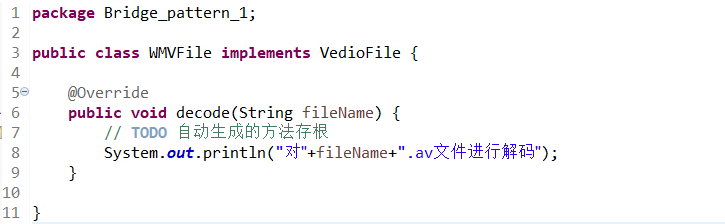 1 package Bridge_pattern_1;
2
3 public class WMVFile implements VedioFile {
4
5 @Override
6 public void decode(String fileName) {
7 // TODO 自动生成的方法存根
8 System.out.println("对"+fileName+".av文件进行解码");
9 }
10
11 }